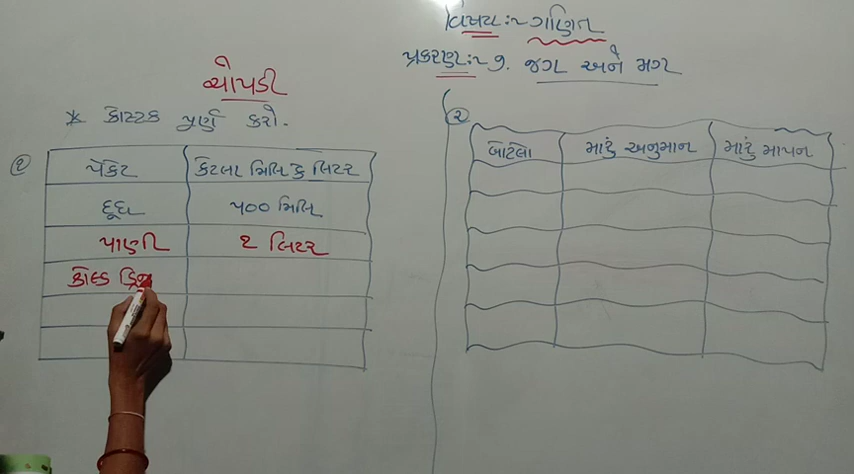 વિષય :~ ગણિત
પ્રકરણ :~ ૭. જગ અને મગ
ચોપડી
* કોષ્ટક પૂર્ણ કરો.
૧
પેકેટ કેટલા મિલિ કે લિટર
દૂધ ૫૦૦ મિલિ
પાણી ૧ લિટર
કોલ્ડ
૨
બોટલો મારું અનુમાન મારું માપન